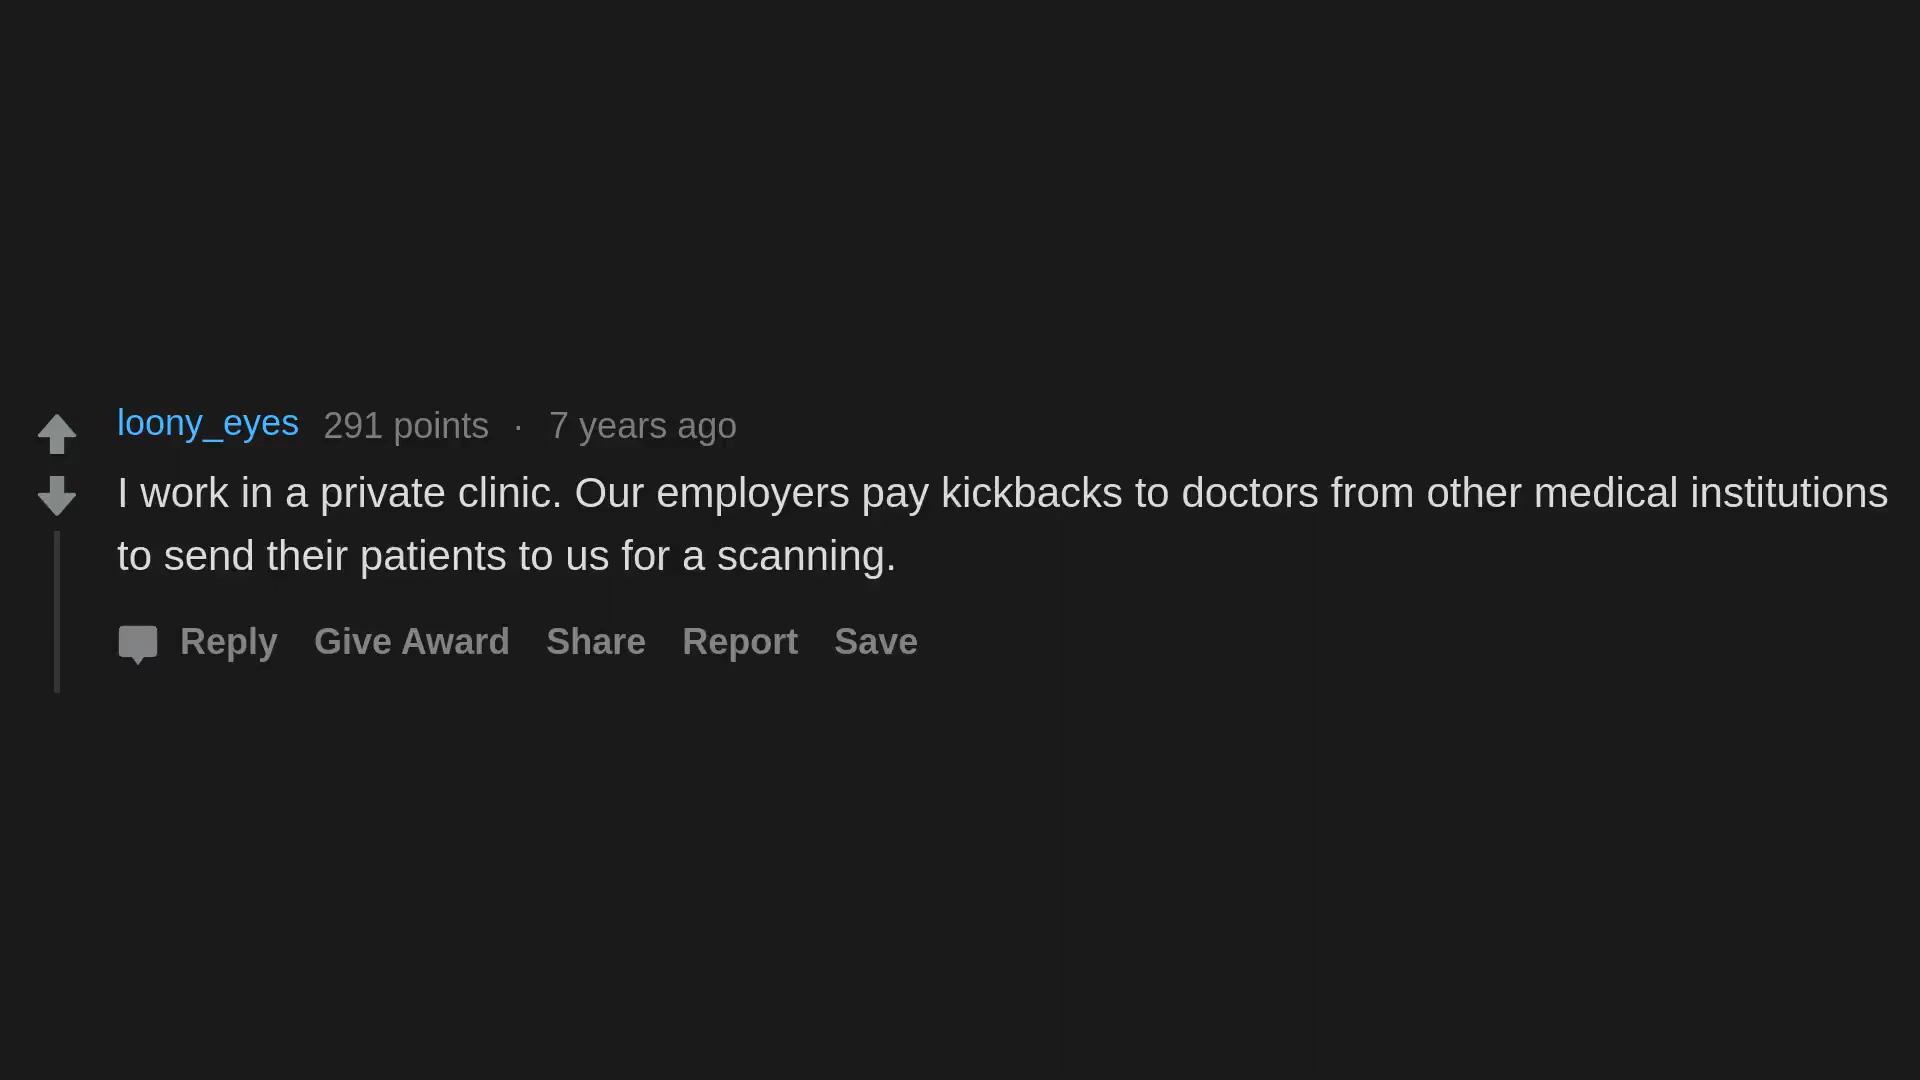 loony_eyes 291 points · 7 years ago
I work in a private clinic. Our employers pay kickbacks to doctors from other medical institutions
to send their patients to us for a scanning.
Reply Give Award Share Report Save